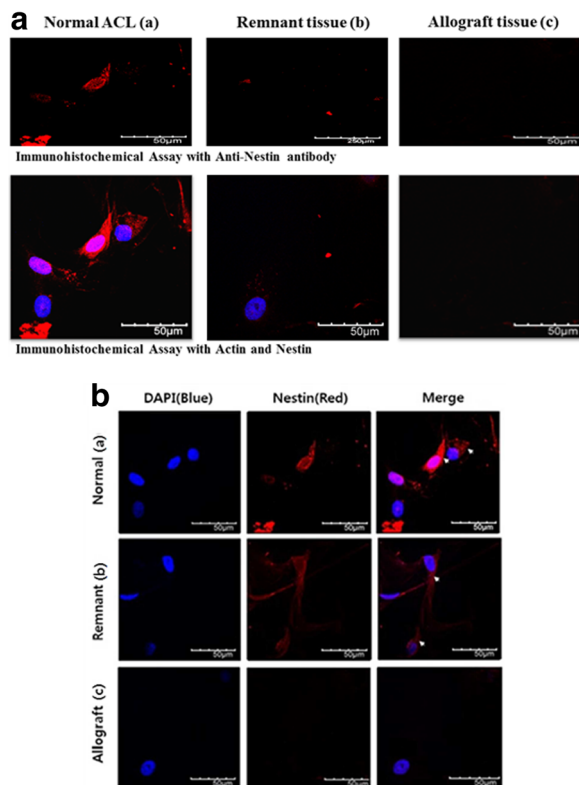 a
Normal ACL (a) Remnant tissue (b) Allograft tissue (c)
50µm 250µm 50µm
Immunohistochemical Assay with Anti-Nestin antibody
50µm 50µm 50µm
Immunohistochemical Assay with Actin and Nestin
b
DAPI(Blue) Nestin(Red) Merge
Normal (a)
50µm 50µm 50µm
Remnant (b)
50µm 50µm 50µm
Allograft (c)
50µm 50µm 50µm